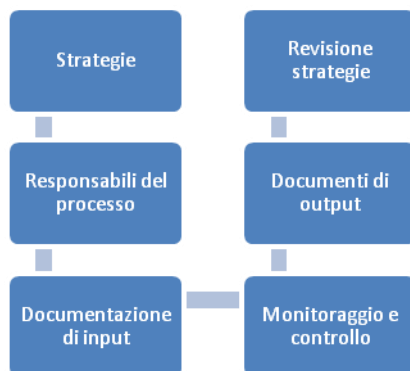 Strategie
Responsabili del
processo
Documentazione
di input
Monitoraggio e
controllo
Documenti di
output
Revisione
strategie